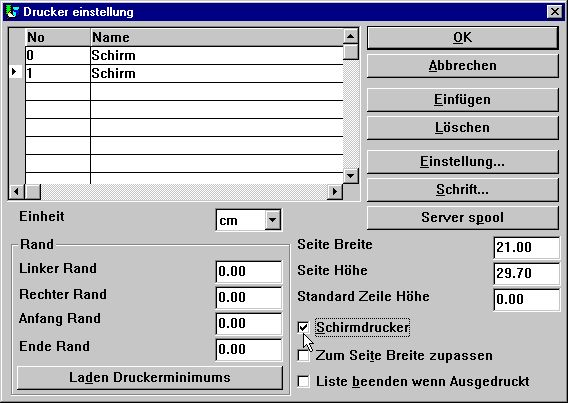 Drucker einstellung
No Name
0 Schirm
1 Schirm
OK
Abbrechen
Einfügen
Löschen
Einstellung...
Schrift...
Server spool
Einheit cm
Rand
Linker Rand 0.00
Rechter Rand 0.00
Anfang Rand 0.00
Ende Rand 0.00
Laden Druckerminimums
Seite Breite 21.00
Seite Höhe 29.70
Standard Zeile Höhe 0.00
Schirmdrucker
Zum Seite Breite zupassen
Liste beenden wenn Ausgedruckt